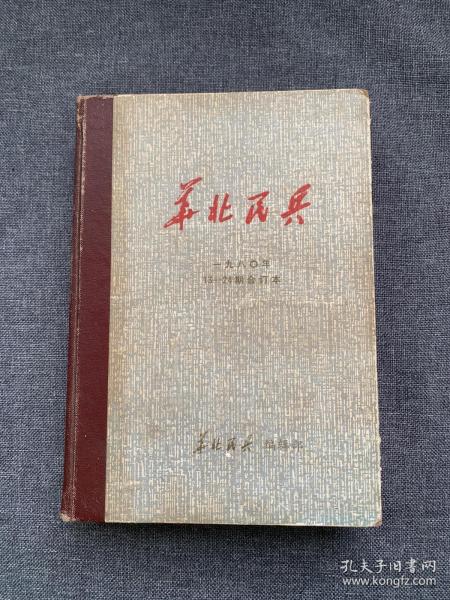 華北民兵
一九八〇年
13—24期合订本
華北民兵 编辑部
孔夫子旧书网
www.kongfz.com